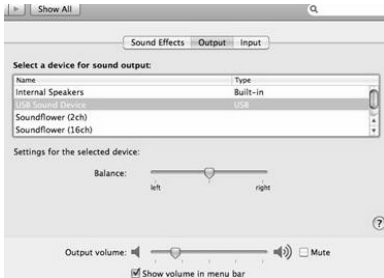 Show All
Sound Effects Output Input
Select a device for sound output:
Name Type
Internal Speakers Built-in
USB Sound Device USB
Soundflower (2ch)
Soundflower (16ch)
Settings for the selected device:
Balance:
left right
?
Output volume: Mute
Show volume in menu bar